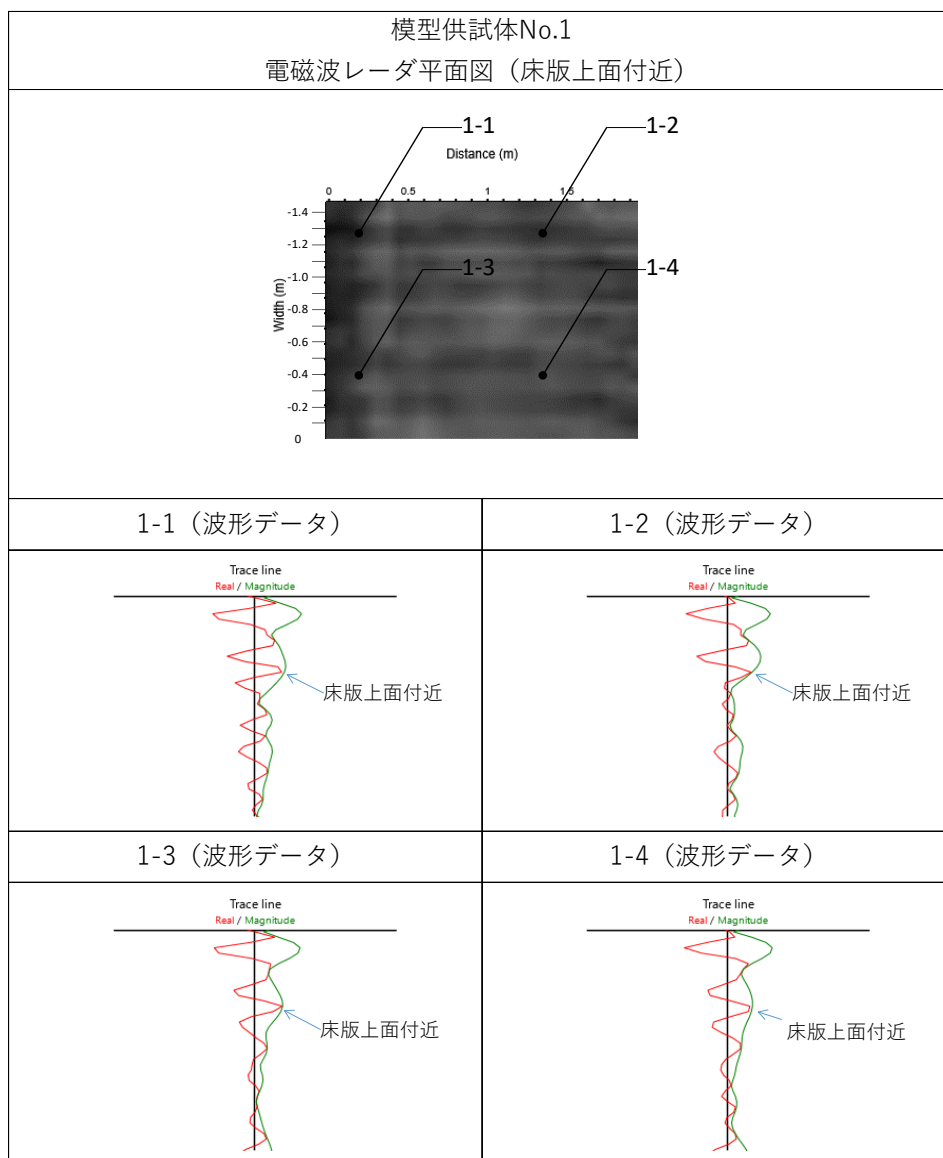 模型供試体No.1
電磁波レーダ平面図（床版上面付近）
1-1
1-2
Distance (m)
0
0.5
1
1.5
-1.4
-1.2
-1.0
-0.8
-0.6
-0.4
-0.2
0
Width (m)
1-3
1-4
1-1（波形データ）
1-2（波形データ）
Trace line
Real / Magnitude
床版上面付近
Trace line
Real / Magnitude
床版上面付近
1-3（波形データ）
1-4（波形データ）
Trace line
Real / Magnitude
床版上面付近
Trace line
Real / Magnitude
床版上面付近